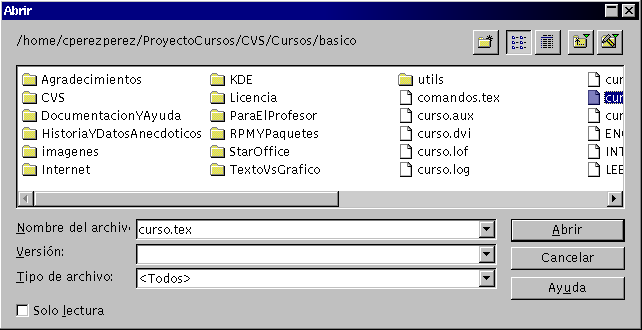 Abrir
/home/cperezperez/ProyectoCursos/CVS/Cursos/basico
Agradecimientos KDE utils cur
CVS Licencia comandos.tex cur
DocumentacionYAyuda ParaElProfesor curso.aux cur
HistoriaYDatosAnecdoticos RPMYPaquetes curso.dvi EN
imagenes StarOffice curso.lof INT
Internet TextoVsGrafico curso.log LEE
Nombre del archivo curso.tex Abrir
Versión: Cancelar
Tipo de archivo: <Todos> Ayuda
Solo lectura